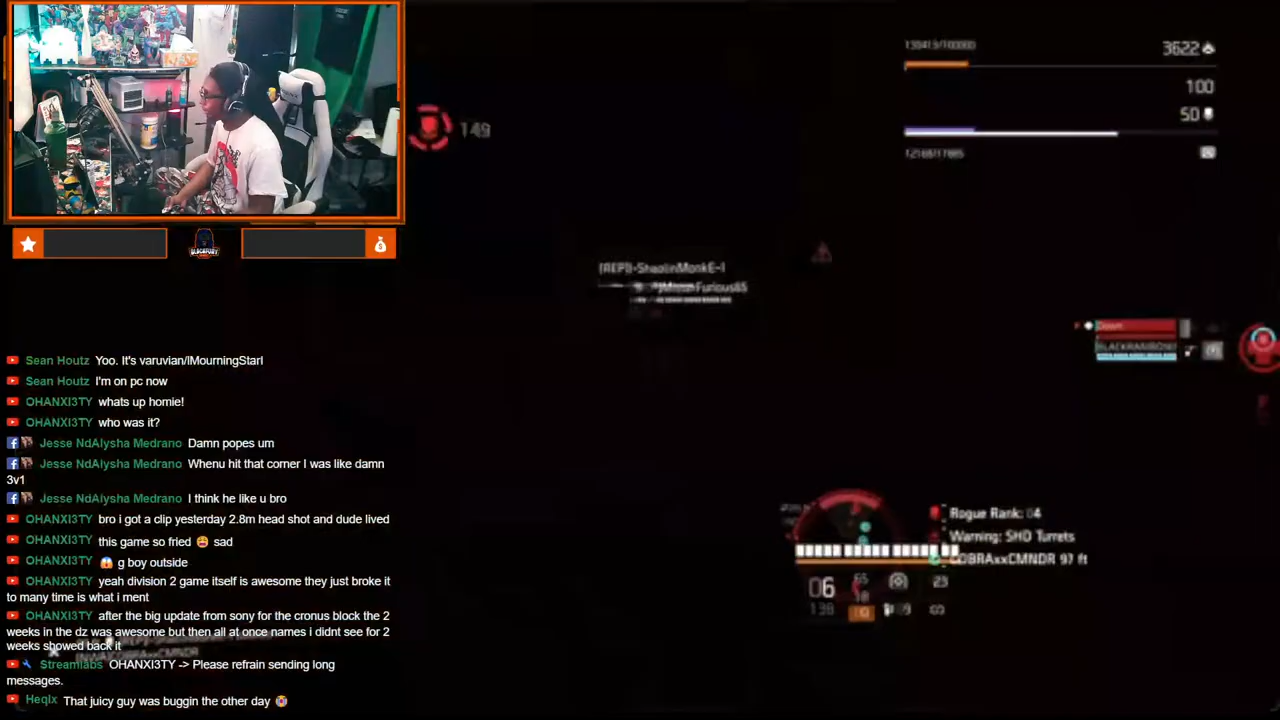 3622
100
50
149
Sean Houtz Yoo. It's varuvian/IMourningStarI
Sean Houtz I'm on pc now
OHANXI3TY whats up homie!
OHANXI3TY who was it?
Jesse NdAlysha Medrano Damn popes um
Jesse NdAlysha Medrano Whenu hit that corner I was like damn
3v1
Jesse NdAlysha Medrano I think he like u bro
OHANXI3TY bro i got a clip yesterday 2.8m head shot and dude lived
OHANXI3TY this game so fried 😩 sad
OHANXI3TY 😱 g boy outside
OHANXI3TY yeah division 2 game itself is awesome they just broke it
to many time is what i ment
OHANXI3TY after the big update from sony for the cronus block the 2
weeks in the dz was awesome but then all at once names i didnt see for 2
weeks showed back it
Streamlabs OHANXI3TY -> Please refrain sending long
messages.
Heqlx That juicy guy was buggin the other day
Down
Rogue Rank: 04
Warning: SHD Turrets
COBRAxxCMNDR 97 ft
06
138
23